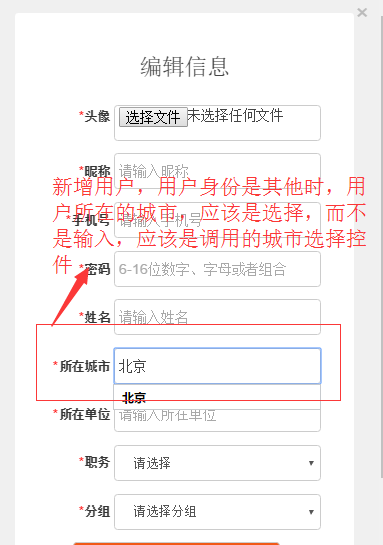 ×
编辑信息
*头像 选择文件 未选择任何文件
*昵称 请输入昵称
新增用户，用户身份是其他时，用
户所在的城市，应该是选择，而不
是输入，应该是调用的城市选择控
件
*手机号 请输入手机号
*密码 6-16位数字、字母或者组合
*姓名 请输入姓名
*所在城市 北京
北京
*所在单位 请输入所在单位
*职务 请选择
*分组 请选择分组